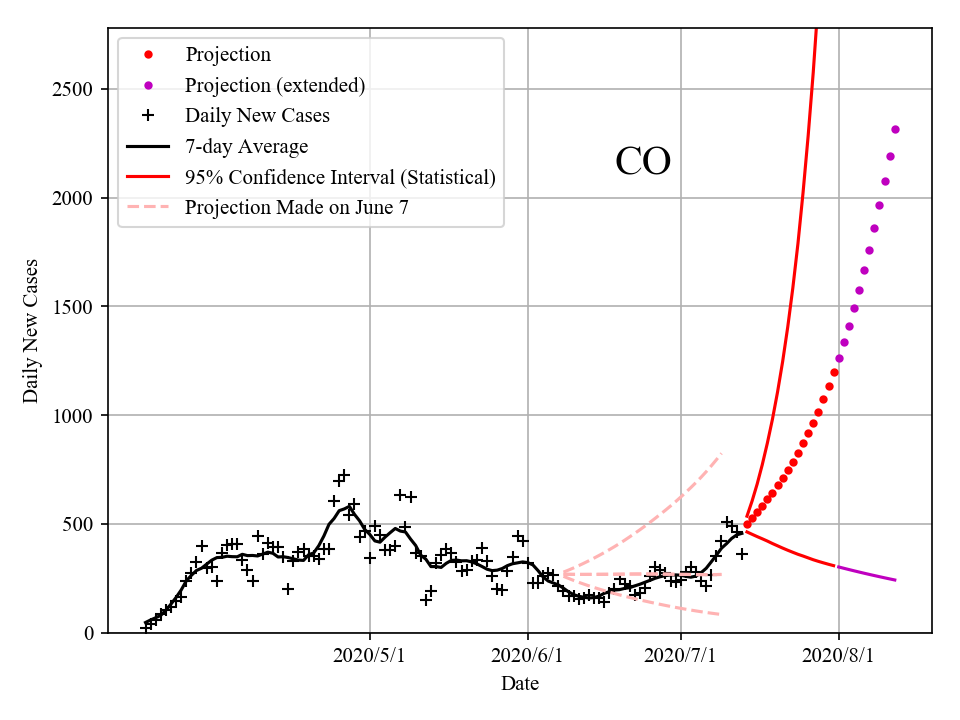 Projection
Projection (extended)
Daily New Cases
7-day Average
95% Confidence Interval (Statistical)
Projection Made on June 7
CO
2500
2000
1500
1000
500
0
Daily New Cases
2020/5/1
2020/6/1
2020/7/1
2020/8/1
Date